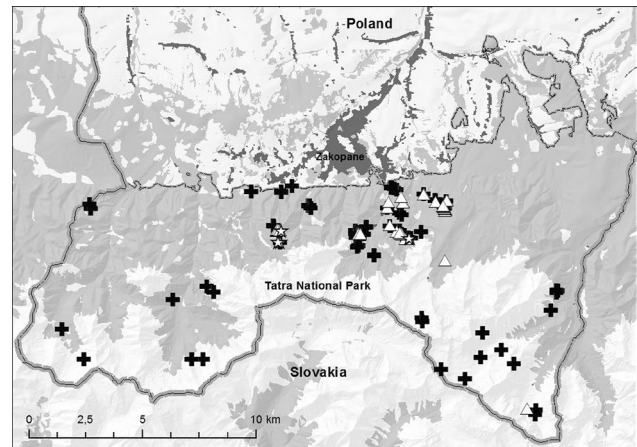 Poland
Zakopane
Tatra National Park
Slovakia
0 2,5 5 10 km